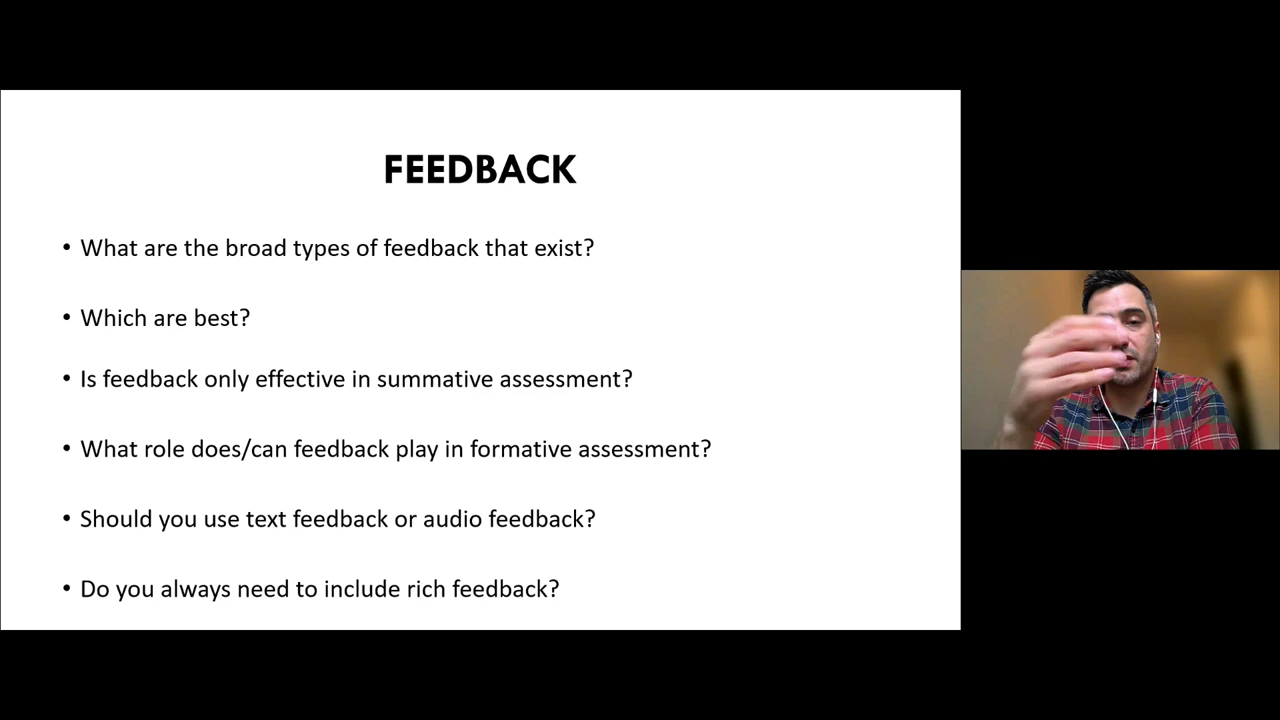 FEEDBACK
• What are the broad types of feedback that exist?
• Which are best?
• Is feedback only effective in summative assessment?
• What role does/can feedback play in formative assessment?
• Should you use text feedback or audio feedback?
• Do you always need to include rich feedback?